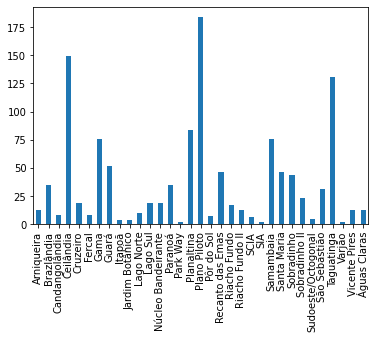 175
150
125
100
75
50
25
0
Arniqueira
Brazlândia
Candangolândia
Ceilândia
Cruzeiro
Fercal
Gama
Guará
Itapoã
Jardim Botânico
Lago Norte
Lago Sul
Núcleo Bandeirante
Paranoá
Park Way
Planaltina
Plano Piloto
Pôr do Sol
Recanto das Emas
Riacho Fundo
Riacho Fundo II
SCIA
SIA
Samambaia
Santa Maria
Sobradinho
Sobradinho II
Sudoeste/Octogonal
São Sebastião
Taguatinga
Varjão
Vicente Pires
Águas Claras